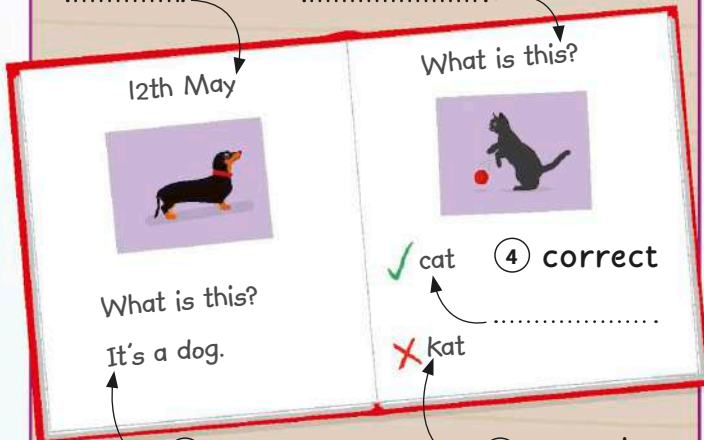 12th May
What is this?
It's a dog.
What is this?
cat
4 correct
kat